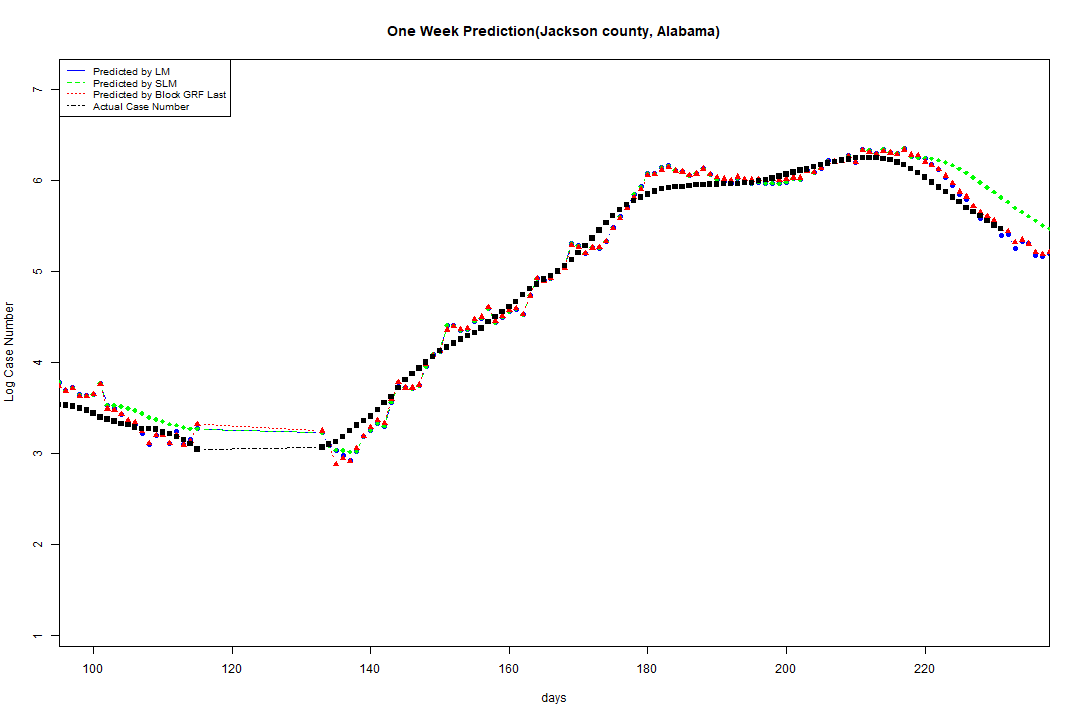 One Week Prediction(Jackson county, Alabama)
Predicted by LM
Predicted by SLM
Predicted by Block GRF Last
Actual Case Number
7
6
5
4
3
2
1
Log Case Number
100 120 140 160 180 200 220
days